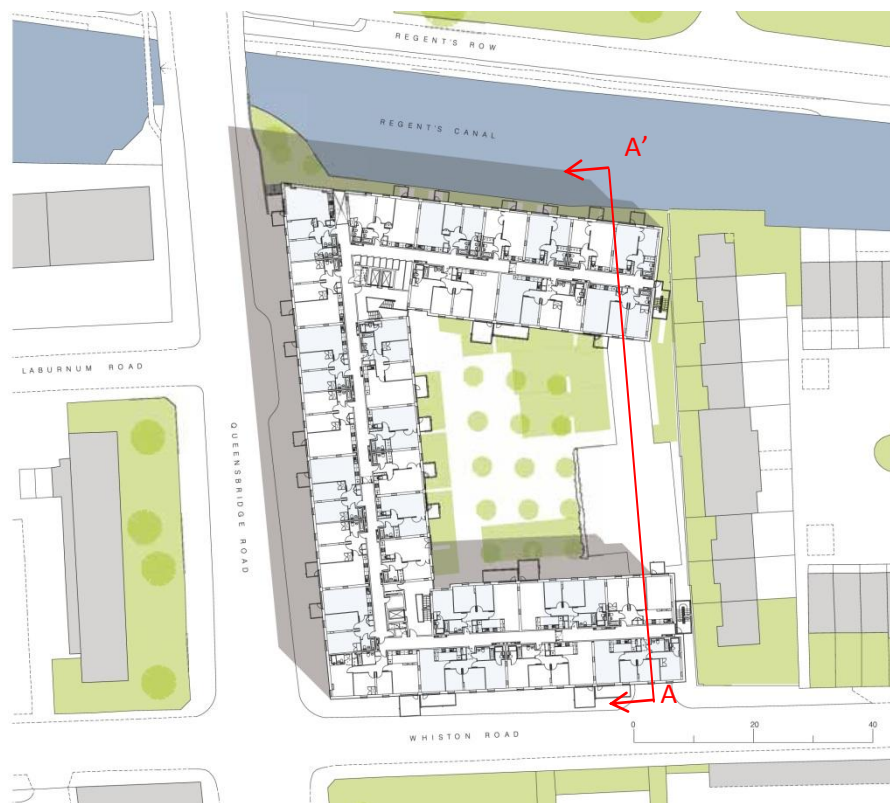 REGENT'S ROW
REGENT'S CANAL
A'
LABURNUM ROAD
QUEENSBRIDGE ROAD
A
WHISTON ROAD
0 20 40